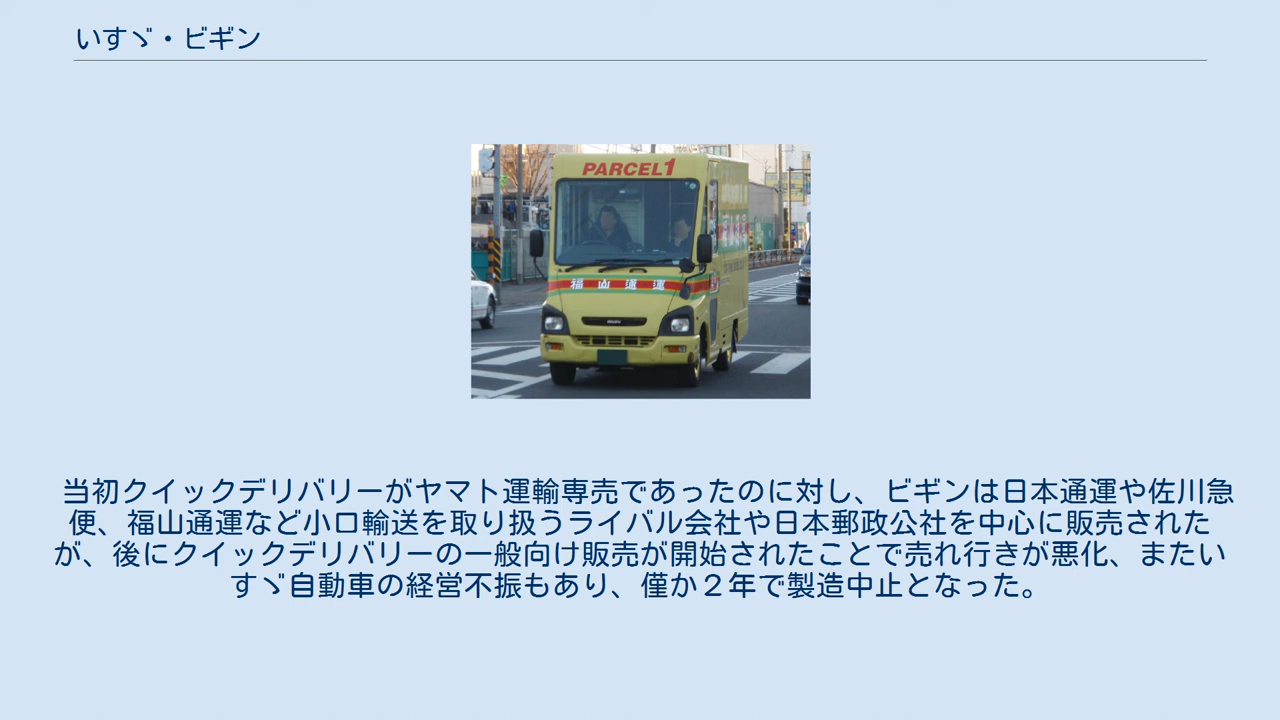 いすゞ・ビギン
PARCEL1
福山通運
ISUZU
当初クイックデリバリーがヤマト運輸専売であったのに対し、ビギンは日本通運や佐川急
便、福山通運など小口輸送を取り扱うライバル会社や日本郵政公社を中心に販売された
が、後にクイックデリバリーの一般向け販売が開始されたことで売れ行きが悪化、またい
すゞ自動車の経営不振もあり、僅か２年で製造中止となった。